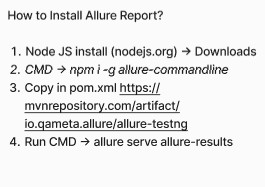 How to Install Allure Report?
1. Node JS install (nodejs.org) → Downloads
2. CMD → npm i -g allure-commandline
3. Copy in pom.xml https://
mvnrepository.com/artifact/
io.qameta.allure/allure-testng
4. Run CMD → allure serve allure-results